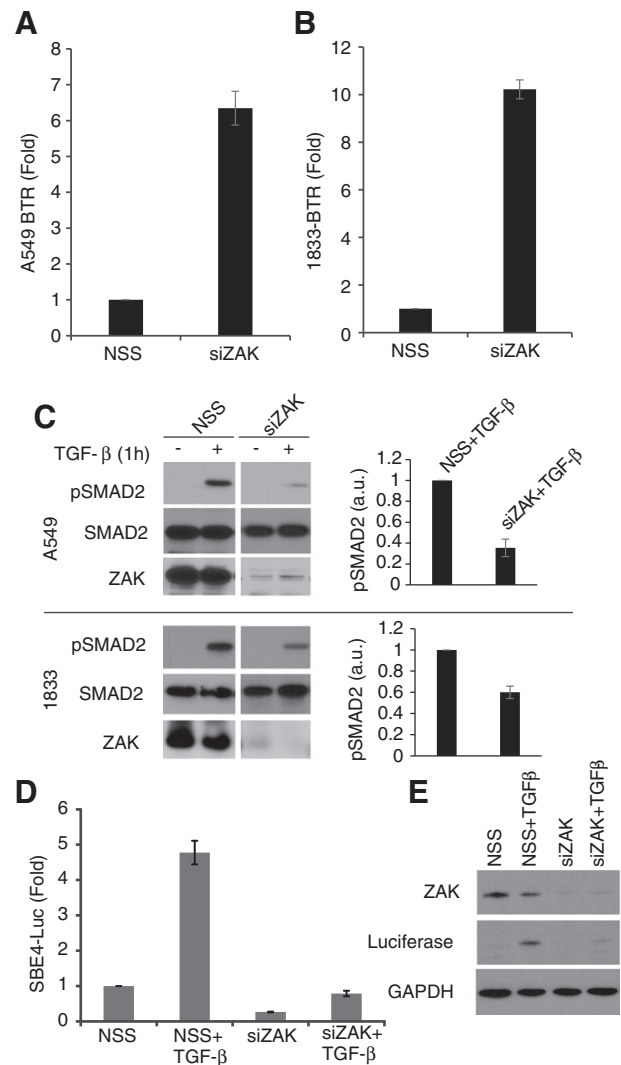 A
A549 BTR (Fold)
8
7
6
5
4
3
2
1
0
NSS siZAK
B
1833-BTR (Fold)
12
10
8
6
4
2
0
NSS siZAK
C
NSS siZAK
TGF-β (1h) - + - +
A549
pSMAD2
SMAD2
ZAK
pSMAD2 (a.u.)
1.2
1
0.8
0.6
0.4
0.2
0
NSS+TGF-β
siZAK+TGF-β
1833
pSMAD2
SMAD2
ZAK
pSMAD2 (a.u.)
1.2
1
0.8
0.6
0.4
0.2
0
D
SBE4-Luc (Fold)
6
5
4
3
2
1
0
NSS NSS+ siZAK siZAK+
TGF-β TGF-β
E
NSS
NSS+TGFβ
siZAK
siZAK+TGFβ
ZAK
Luciferase
GAPDH